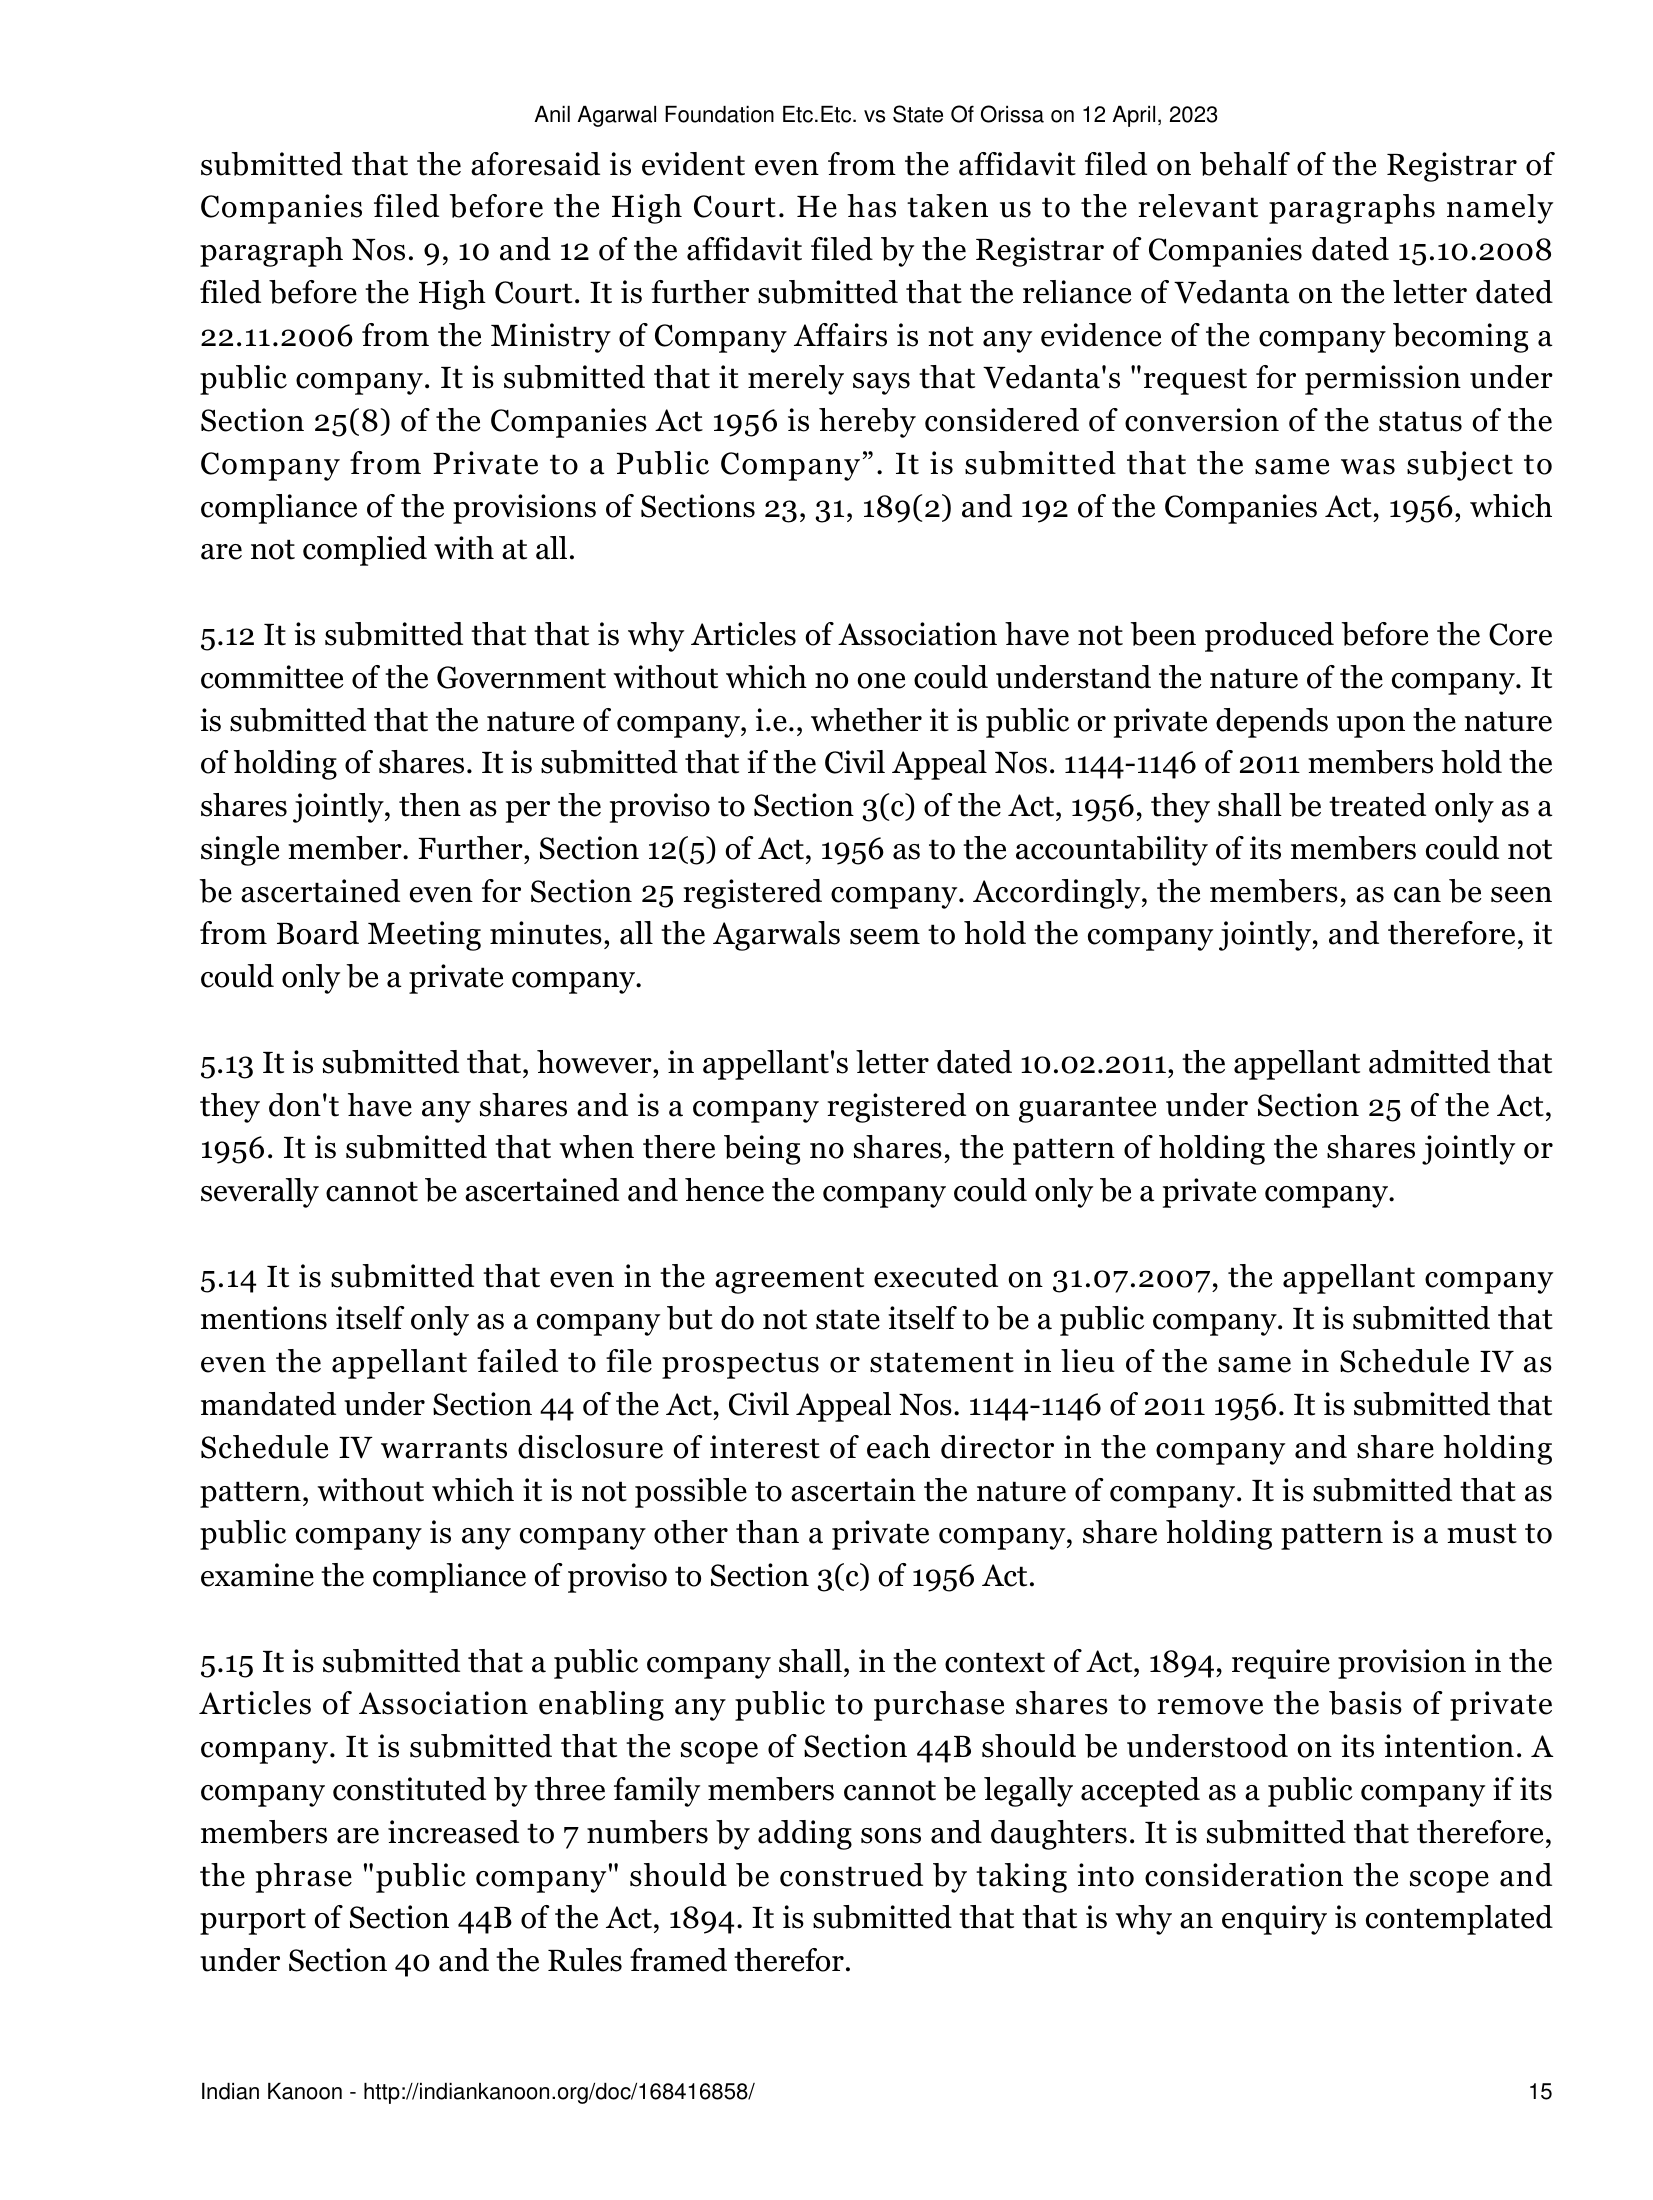 Anil Agarwal Foundation Etc.Etc. vs State Of Orissa on 12 April, 2023
submitted that the aforesaid is evident even from the affidavit filed on behalf of the Registrar of
Companies filed before the High Court. He has taken us to the relevant paragraphs namely
paragraph Nos. 9, 10 and 12 of the affidavit filed by the Registrar of Companies dated 15.10.2008
filed before the High Court. It is further submitted that the reliance of Vedanta on the letter dated
22.11.2006 from the Ministry of Company Affairs is not any evidence of the company becoming a
public company. It is submitted that it merely says that Vedanta's "request for permission under
Section 25(8) of the Companies Act 1956 is hereby considered of conversion of the status of the
Company from Private to a Public Company”. It is submitted that the same was subject to
compliance of the provisions of Sections 23, 31, 189(2) and 192 of the Companies Act, 1956, which
are not complied with at all.
5.12 It is submitted that that is why Articles of Association have not been produced before the Core
committee of the Government without which no one could understand the nature of the company. It
is submitted that the nature of company, i.e., whether it is public or private depends upon the nature
of holding of shares. It is submitted that if the Civil Appeal Nos. 1144-1146 of 2011 members hold the
shares jointly, then as per the proviso to Section 3(c) of the Act, 1956, they shall be treated only as a
single member. Further, Section 12(5) of Act, 1956 as to the accountability of its members could not
be ascertained even for Section 25 registered company. Accordingly, the members, as can be seen
from Board Meeting minutes, all the Agarwals seem to hold the company jointly, and therefore, it
could only be a private company.
5.13 It is submitted that, however, in appellant's letter dated 10.02.2011, the appellant admitted that
they don't have any shares and is a company registered on guarantee under Section 25 of the Act,
1956. It is submitted that when there being no shares, the pattern of holding the shares jointly or
severally cannot be ascertained and hence the company could only be a private company.
5.14 It is submitted that even in the agreement executed on 31.07.2007, the appellant company
mentions itself only as a company but do not state itself to be a public company. It is submitted that
even the appellant failed to file prospectus or statement in lieu of the same in Schedule IV as
mandated under Section 44 of the Act, Civil Appeal Nos. 1144-1146 of 2011 1956. It is submitted that
Schedule IV warrants disclosure of interest of each director in the company and share holding
pattern, without which it is not possible to ascertain the nature of company. It is submitted that as
public company is any company other than a private company, share holding pattern is a must to
examine the compliance of proviso to Section 3(c) of 1956 Act.
5.15 It is submitted that a public company shall, in the context of Act, 1894, require provision in the
Articles of Association enabling any public to purchase shares to remove the basis of private
company. It is submitted that the scope of Section 44B should be understood on its intention. A
company constituted by three family members cannot be legally accepted as a public company if its
members are increased to 7 numbers by adding sons and daughters. It is submitted that therefore,
the phrase "public company" should be construed by taking into consideration the scope and
purport of Section 44B of the Act, 1894. It is submitted that that is why an enquiry is contemplated
under Section 40 and the Rules framed therefor.
Indian Kanoon - http://indiankanoon.org/doc/168416858/ 15